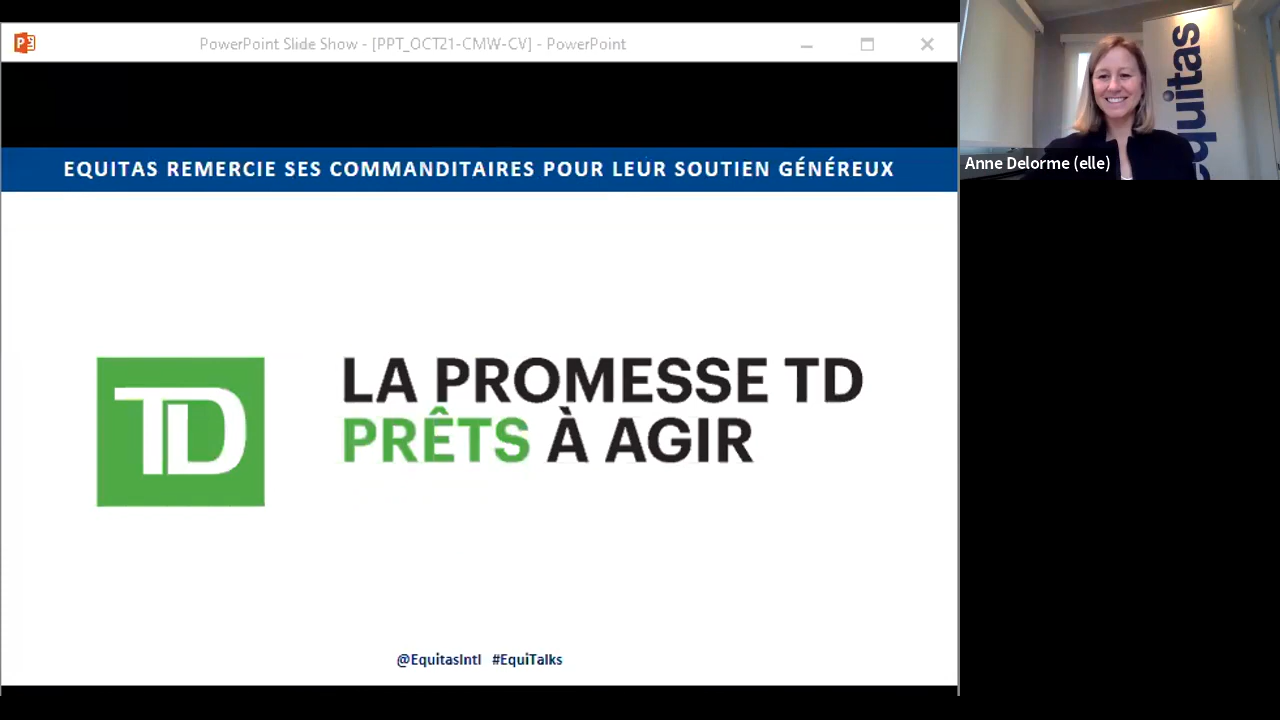 PowerPoint Slide Show - [PPT_OCT21-CMW-CV] - PowerPoint
EQUITAS REMERCIE SES COMMANDITAIRES POUR LEUR SOUTIEN GÉNÉREUX
TD
LA PROMESSE TD
PRÊTS À AGIR
@EquitasIntl #EquiTalks
equitas
Anne Delorme (elle)